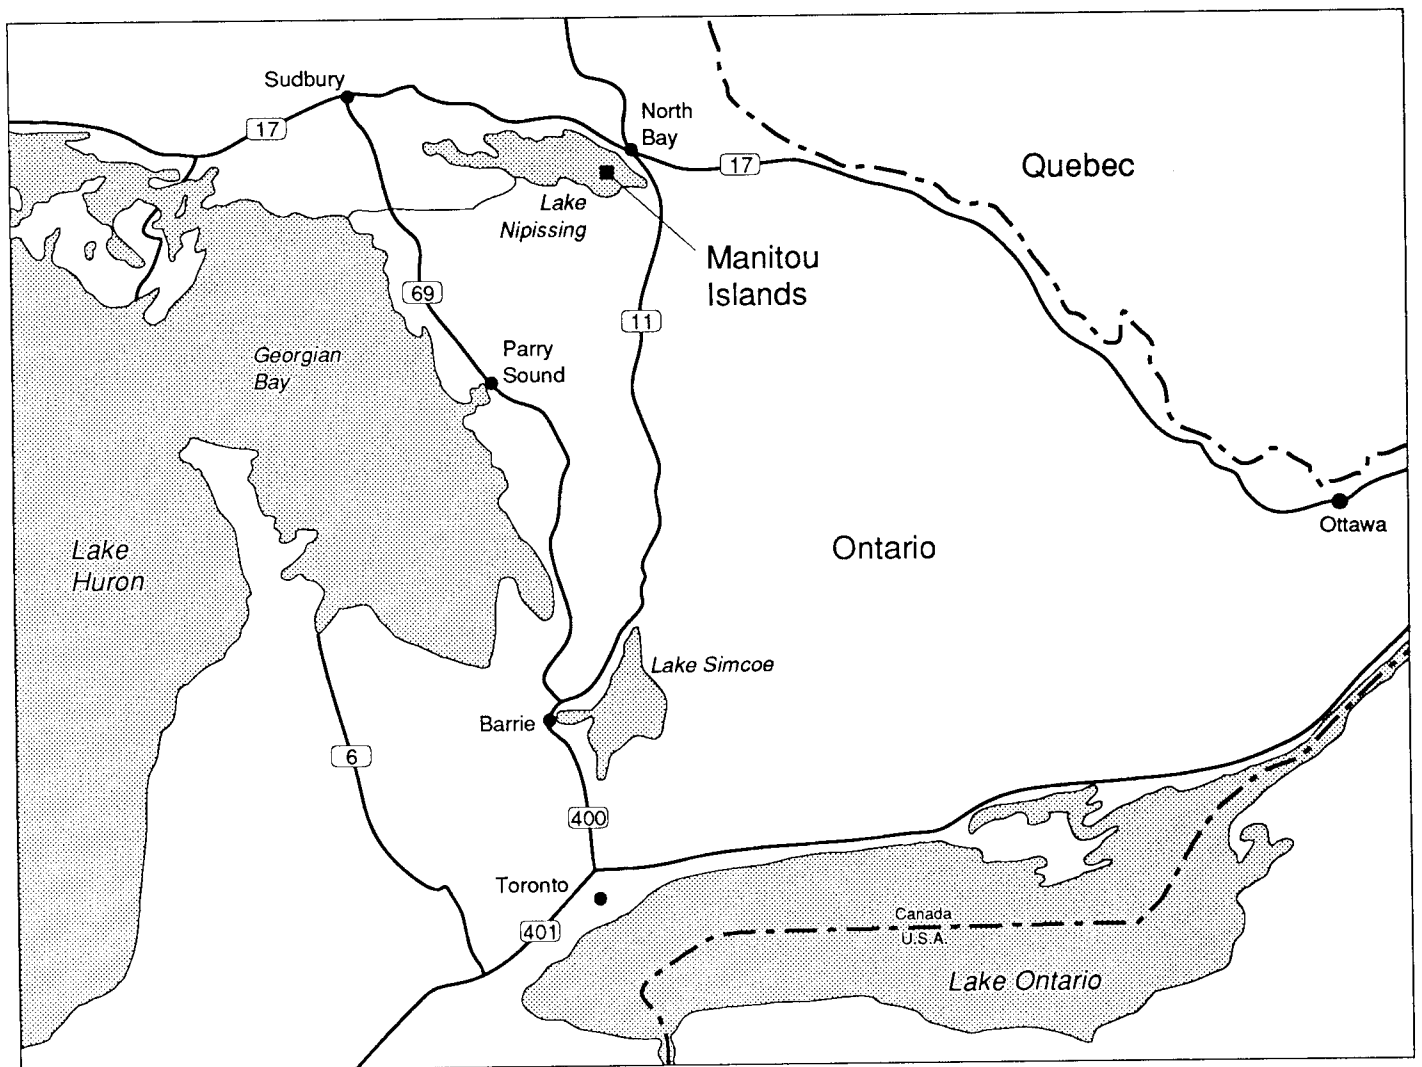 Sudbury
North
Bay
17
17
Quebec
Lake
Nipissing
Manitou
Islands
69
11
Georgian
Bay
Parry
Sound
Ottawa
Lake
Huron
Ontario
Lake Simcoe
Barrie
6
400
Toronto
401
Canada
U.S.A.
Lake Ontario